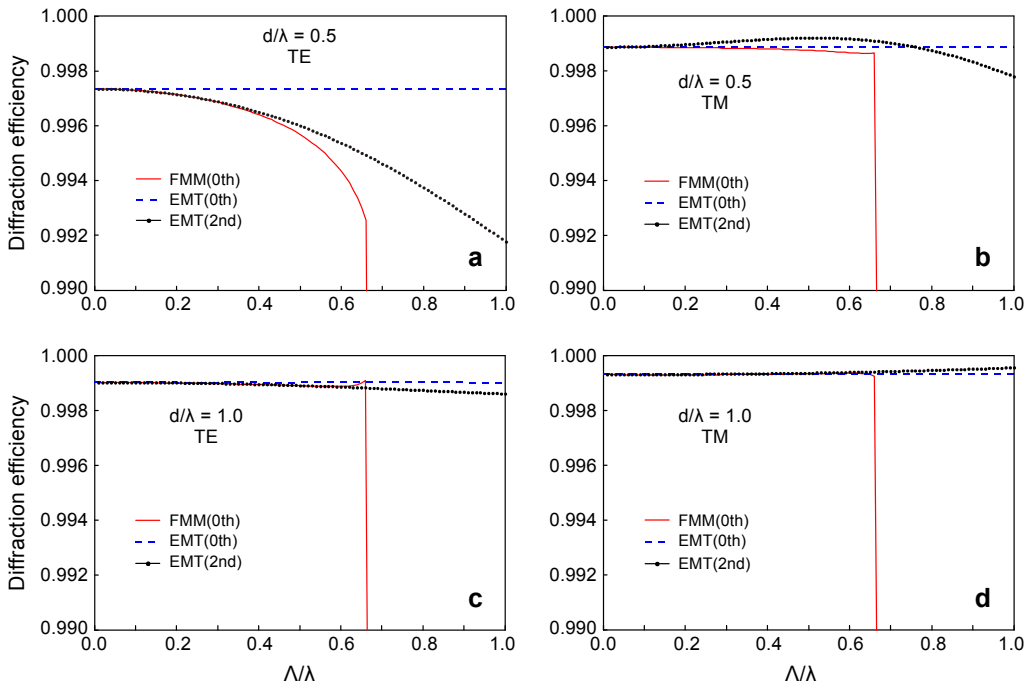 1.000
0.998
0.996
0.994
0.992
0.990
Diffraction efficiency
d/λ = 0.5
TE
FMM(0th)
EMT(0th)
EMT(2nd)
a
0.0 0.2 0.4 0.6 0.8 1.0
1.000
0.998
0.996
0.994
0.992
0.990
d/λ = 0.5
TM
FMM(0th)
EMT(0th)
EMT(2nd)
b
0.0 0.2 0.4 0.6 0.8 1.0
1.000
0.998
0.996
0.994
0.992
0.990
Diffraction efficiency
d/λ = 1.0
TE
FMM(0th)
EMT(0th)
EMT(2nd)
c
0.0 0.2 0.4 0.6 0.8 1.0
Λ/λ
1.000
0.998
0.996
0.994
0.992
0.990
d/λ = 1.0
TM
FMM(0th)
EMT(0th)
EMT(2nd)
d
0.0 0.2 0.4 0.6 0.8 1.0
Λ/λ